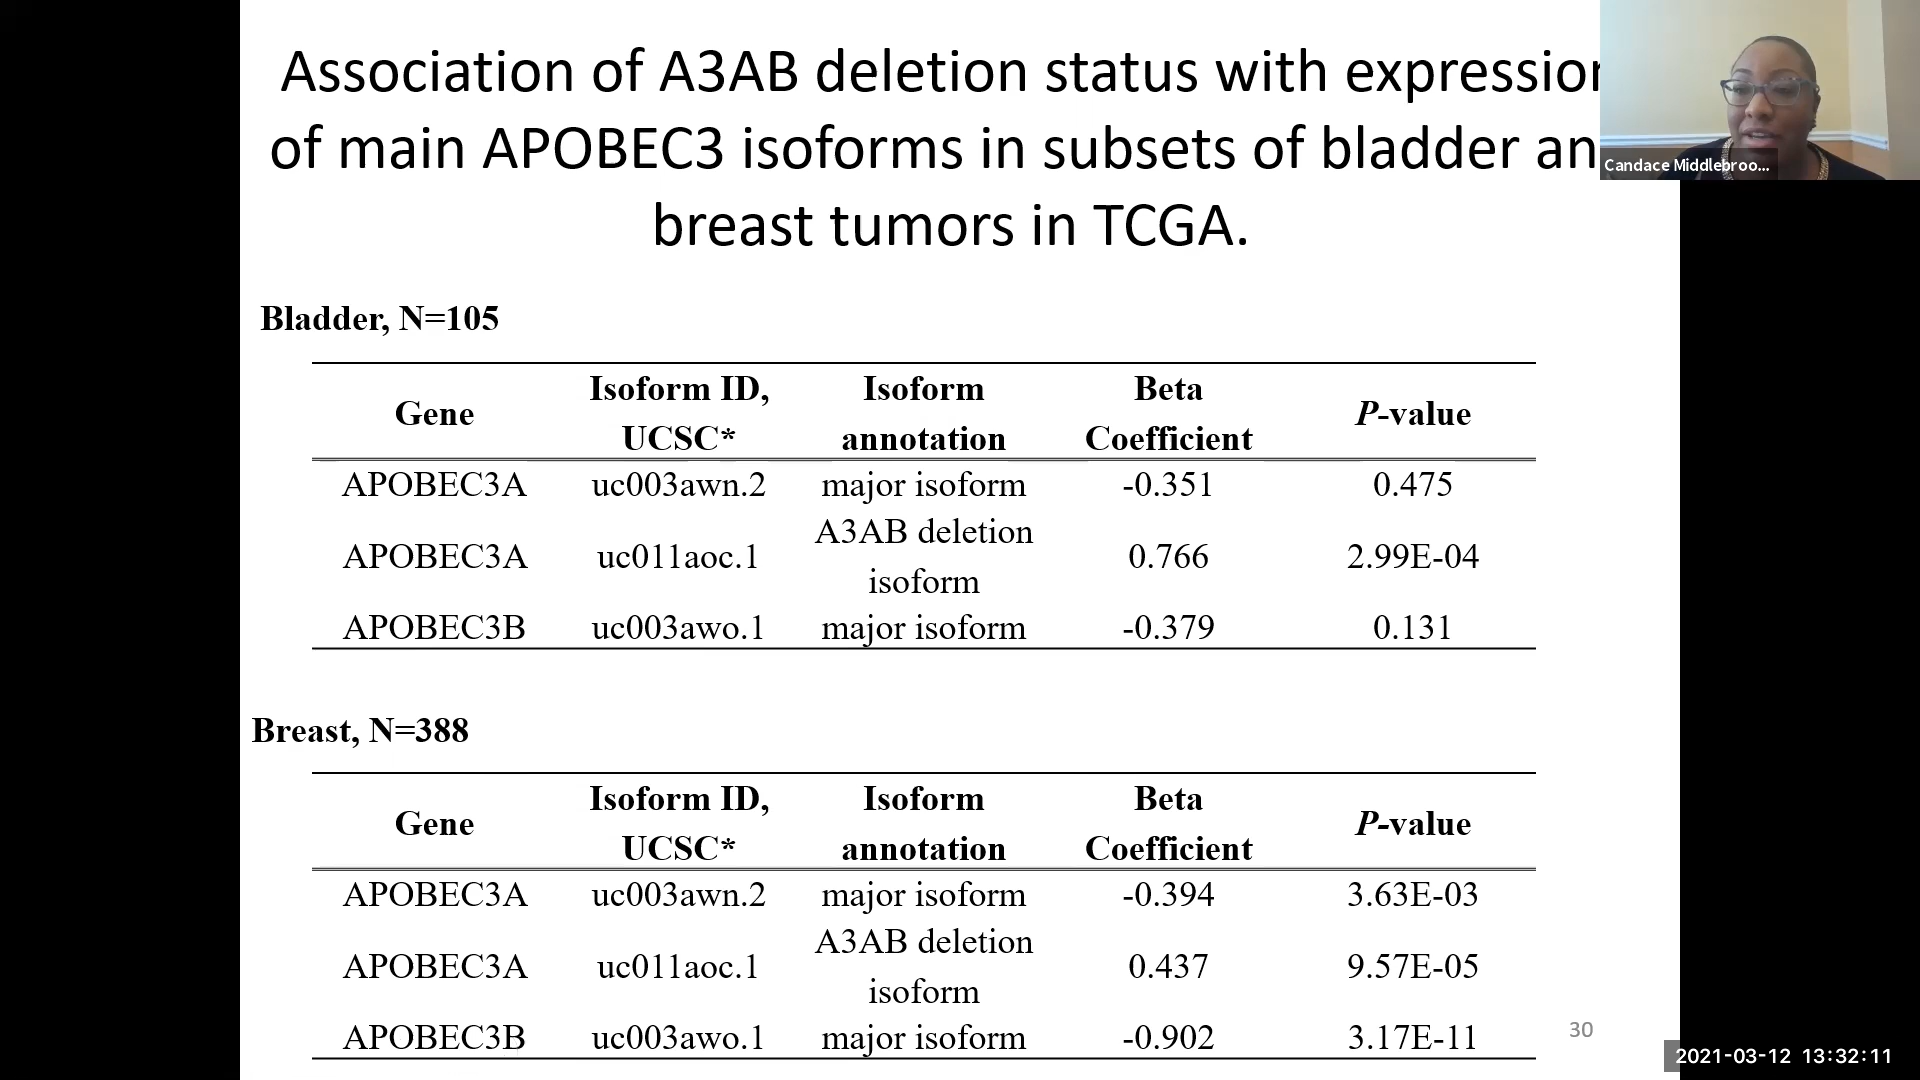 Association of A3AB deletion status with expression
of main APOBEC3 isoforms in subsets of bladder an
breast tumors in TCGA.
Candace Middlebroo...
Bladder, N=105
Gene Isoform ID, UCSC* Isoform annotation Beta Coefficient P-value
APOBEC3A uc003awn.2 major isoform -0.351 0.475
APOBEC3A uc011aoc.1 A3AB deletion isoform 0.766 2.99E-04
APOBEC3B uc003awo.1 major isoform -0.379 0.131
Breast, N=388
Gene Isoform ID, UCSC* Isoform annotation Beta Coefficient P-value
APOBEC3A uc003awn.2 major isoform -0.394 3.63E-03
APOBEC3A uc011aoc.1 A3AB deletion isoform 0.437 9.57E-05
APOBEC3B uc003awo.1 major isoform -0.902 3.17E-11
30
2021-03-12 13:32:11